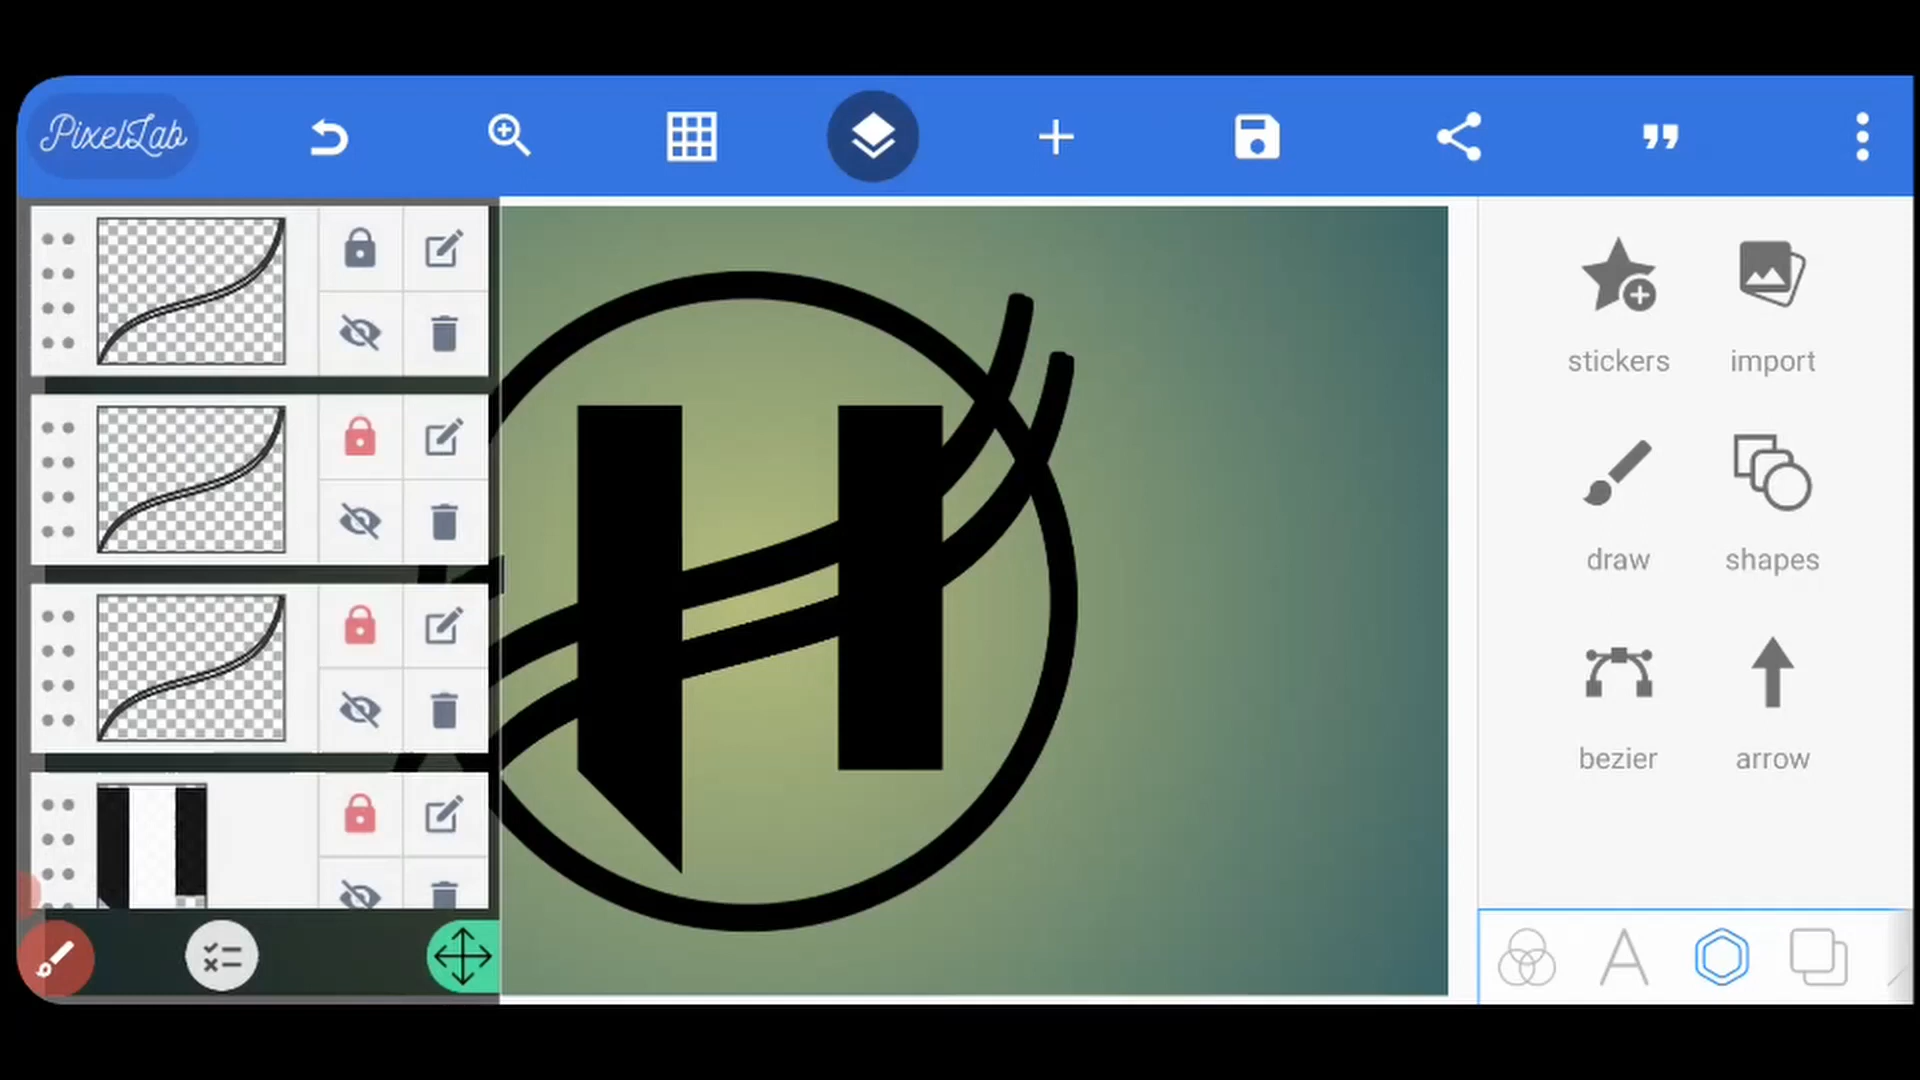 PixelLab
stickers
import
draw
shapes
bezier
arrow
H